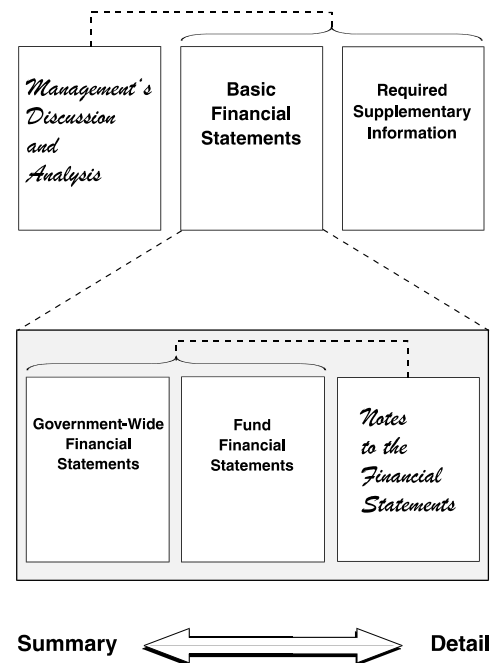 Management's
Discussion
and
Analysis
Basic
Financial
Statements
Required
Supplementary
Information
Government-Wide
Financial
Statements
Fund
Financial
Statements
Notes
to the
Financial
Statements
Summary
Detail